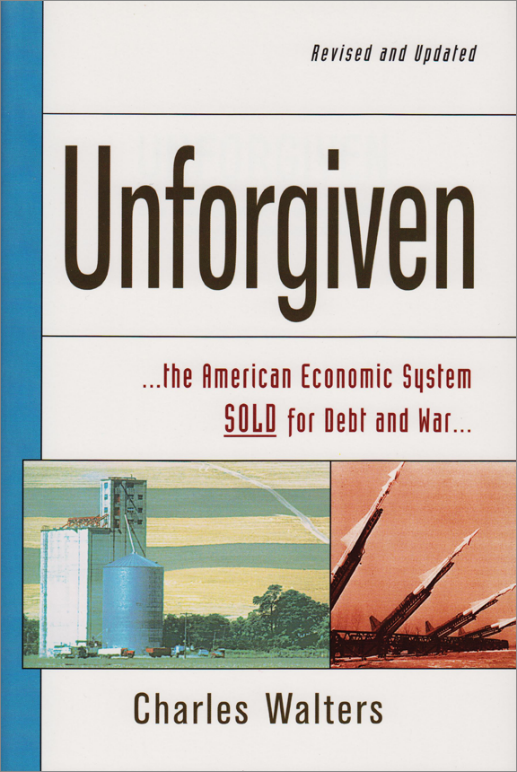 Revised and Updated
Unforgiven
...the American Economic System
SOLD for Debt and War...
Charles Walters